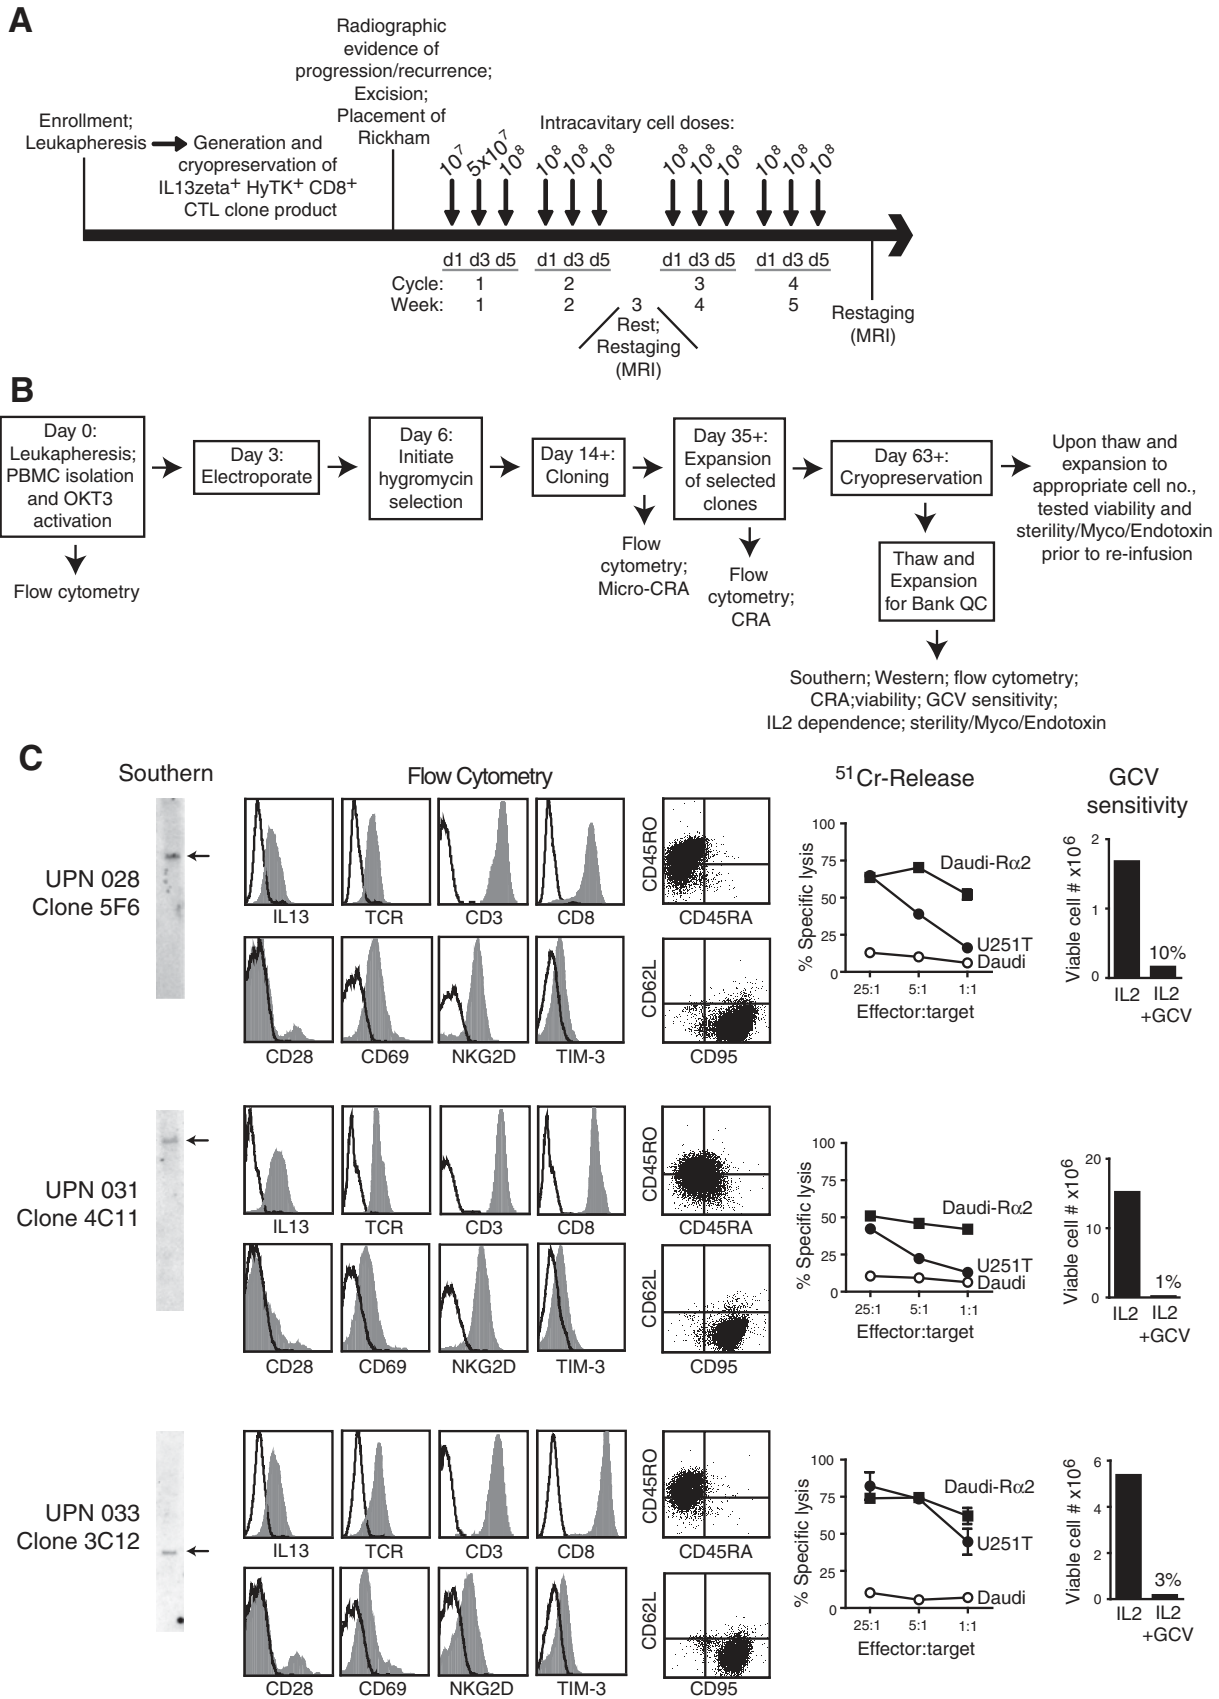 A
Radiographic
evidence of
progression/recurrence;
Excision;
Placement of
Rickham
Enrollment;
Leukapheresis
Generation and
cryopreservation of
IL13zeta+ HyTK+ CD8+
CTL clone product
Intracavitary cell doses:
10^7 5x10^7 10^8 10^8 10^8 10^8 10^8 10^8 10^8 10^8 10^8 10^8
d1 d3 d5 d1 d3 d5 d1 d3 d5 d1 d3 d5
Cycle: 1 2 3 4
Week: 1 2 3 4 5
Rest;
Restaging
(MRI)
Restaging
(MRI)
B
Day 0:
Leukapheresis;
PBMC isolation
and OKT3
activation
Flow cytometry
Day 3:
Electroporate
Day 6:
Initiate
hygromycin
selection
Day 14+:
Cloning
Flow
cytometry;
Micro-CRA
Day 35+:
Expansion
of selected
clones
Flow
cytometry;
CRA
Day 63+:
Cryopreservation
Upon thaw and
expansion to
appropriate cell no.,
tested viability and
sterility/Myco/Endotoxin
prior to re-infusion
Thaw and
Expansion
for Bank QC
Southern; Western; flow cytometry;
CRA;viability; GCV sensitivity;
IL2 dependence; sterility/Myco/Endotoxin
C
Southern
Flow Cytometry
51Cr-Release
GCV
sensitivity
UPN 028
Clone 5F6
IL13 TCR CD3 CD8
CD45RO
CD45RA
CD28 CD69 NKG2D TIM-3
CD62L
CD95
% Specific lysis
100
75
50
25
0
Daudi-Rα2
U251T
Daudi
25:1 5:1 1:1
Effector:target
Viable cell # x10^6
2
1
0
10%
IL2 IL2
+GCV
UPN 031
Clone 4C11
IL13 TCR CD3 CD8
CD45RO
CD45RA
CD28 CD69 NKG2D TIM-3
CD62L
CD95
% Specific lysis
100
75
50
25
0
Daudi-Rα2
U251T
Daudi
25:1 5:1 1:1
Effector:target
Viable cell # x10^6
20
10
0
1%
IL2 IL2
+GCV
UPN 033
Clone 3C12
IL13 TCR CD3 CD8
CD45RO
CD45RA
CD28 CD69 NKG2D TIM-3
CD62L
CD95
% Specific lysis
100
75
50
25
0
Daudi-Rα2
U251T
Daudi
25:1 5:1 1:1
Effector:target
Viable cell # x10^6
6
4
2
0
3%
IL2 IL2
+GCV